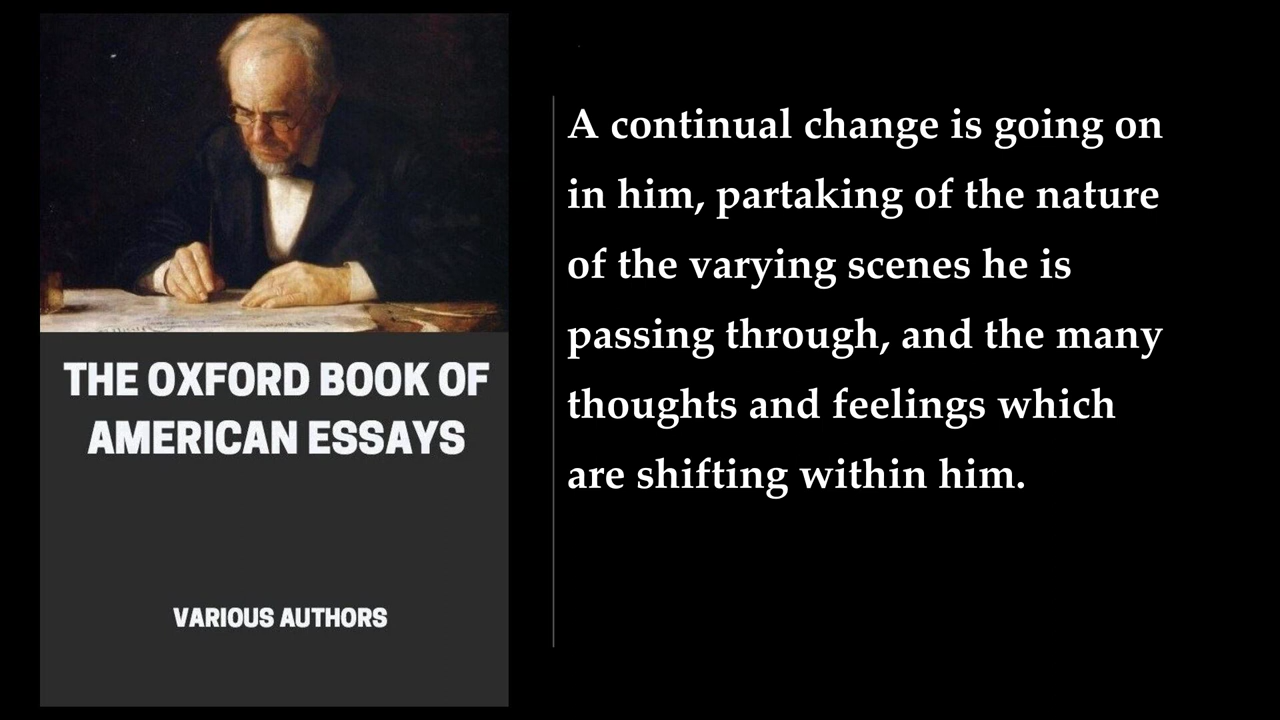 THE OXFORD BOOK OF
AMERICAN ESSAYS
VARIOUS AUTHORS
A continual change is going on
in him, partaking of the nature
of the varying scenes he is
passing through, and the many
thoughts and feelings which
are shifting within him.